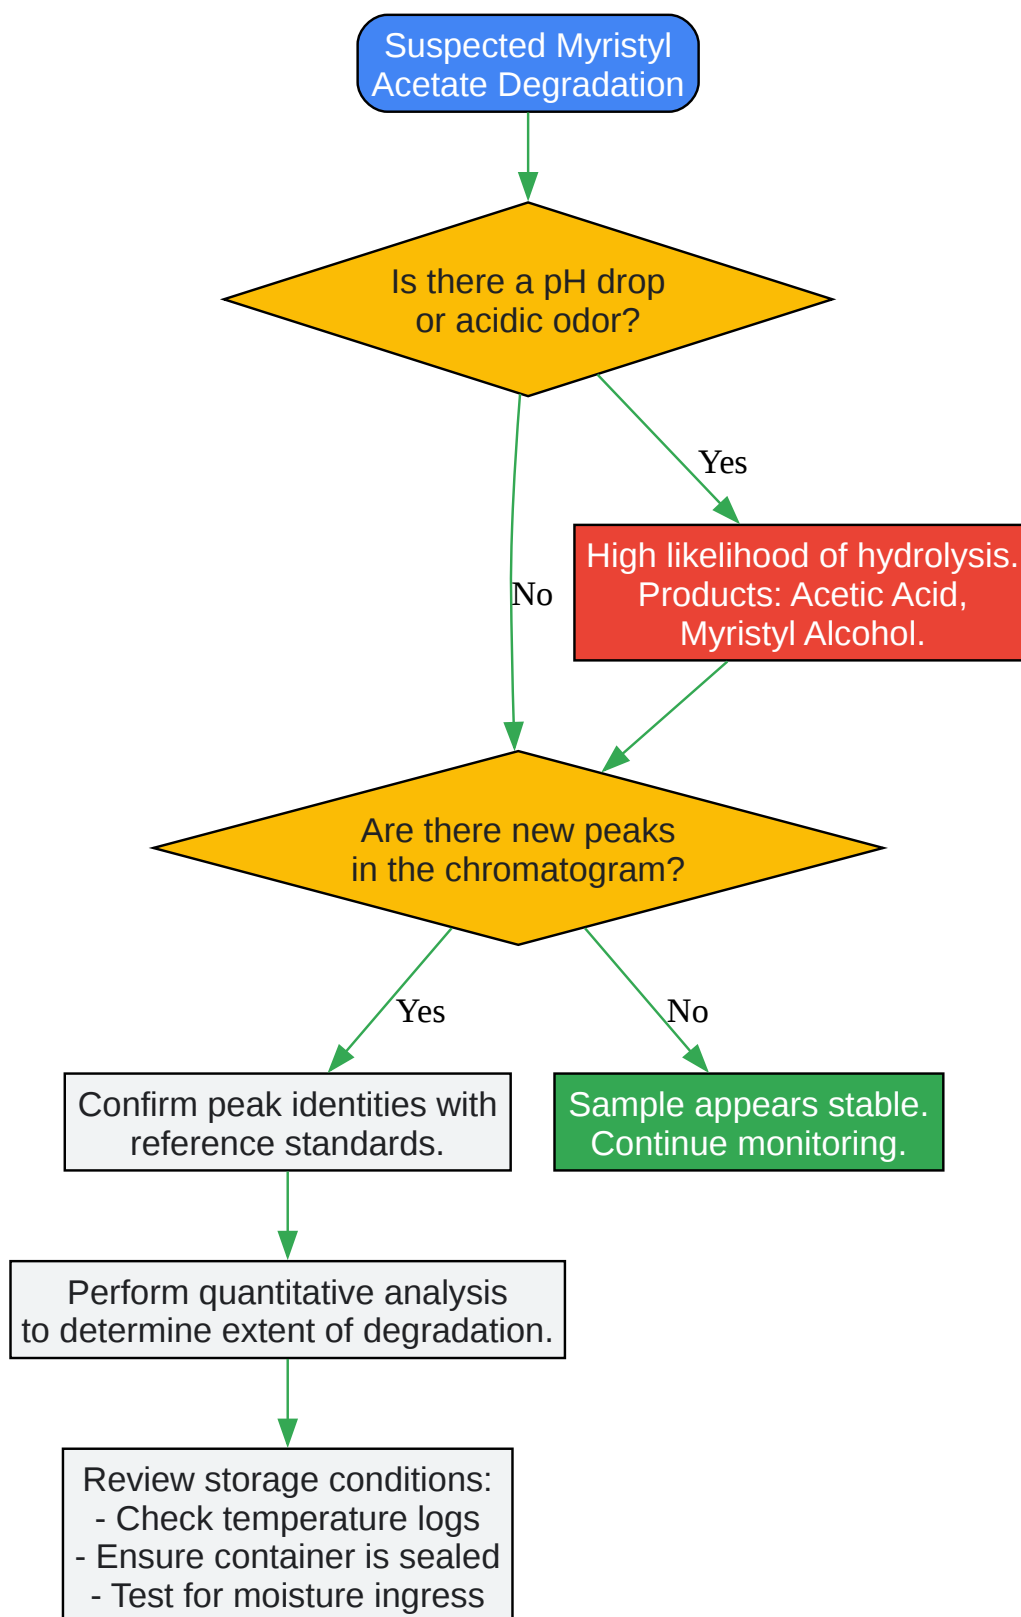 Suspected Myristyl
Acetate Degradation
Is there a pH drop
or acidic odor?
Yes
High likelihood of hydrolysis.
Products: Acetic Acid,
Myristyl Alcohol.
No
Are there new peaks
in the chromatogram?
Yes
No
Confirm peak identities with
reference standards.
Sample appears stable.
Continue monitoring.
Perform quantitative analysis
to determine extent of degradation.
Review storage conditions:
- Check temperature logs
- Ensure container is sealed
- Test for moisture ingress